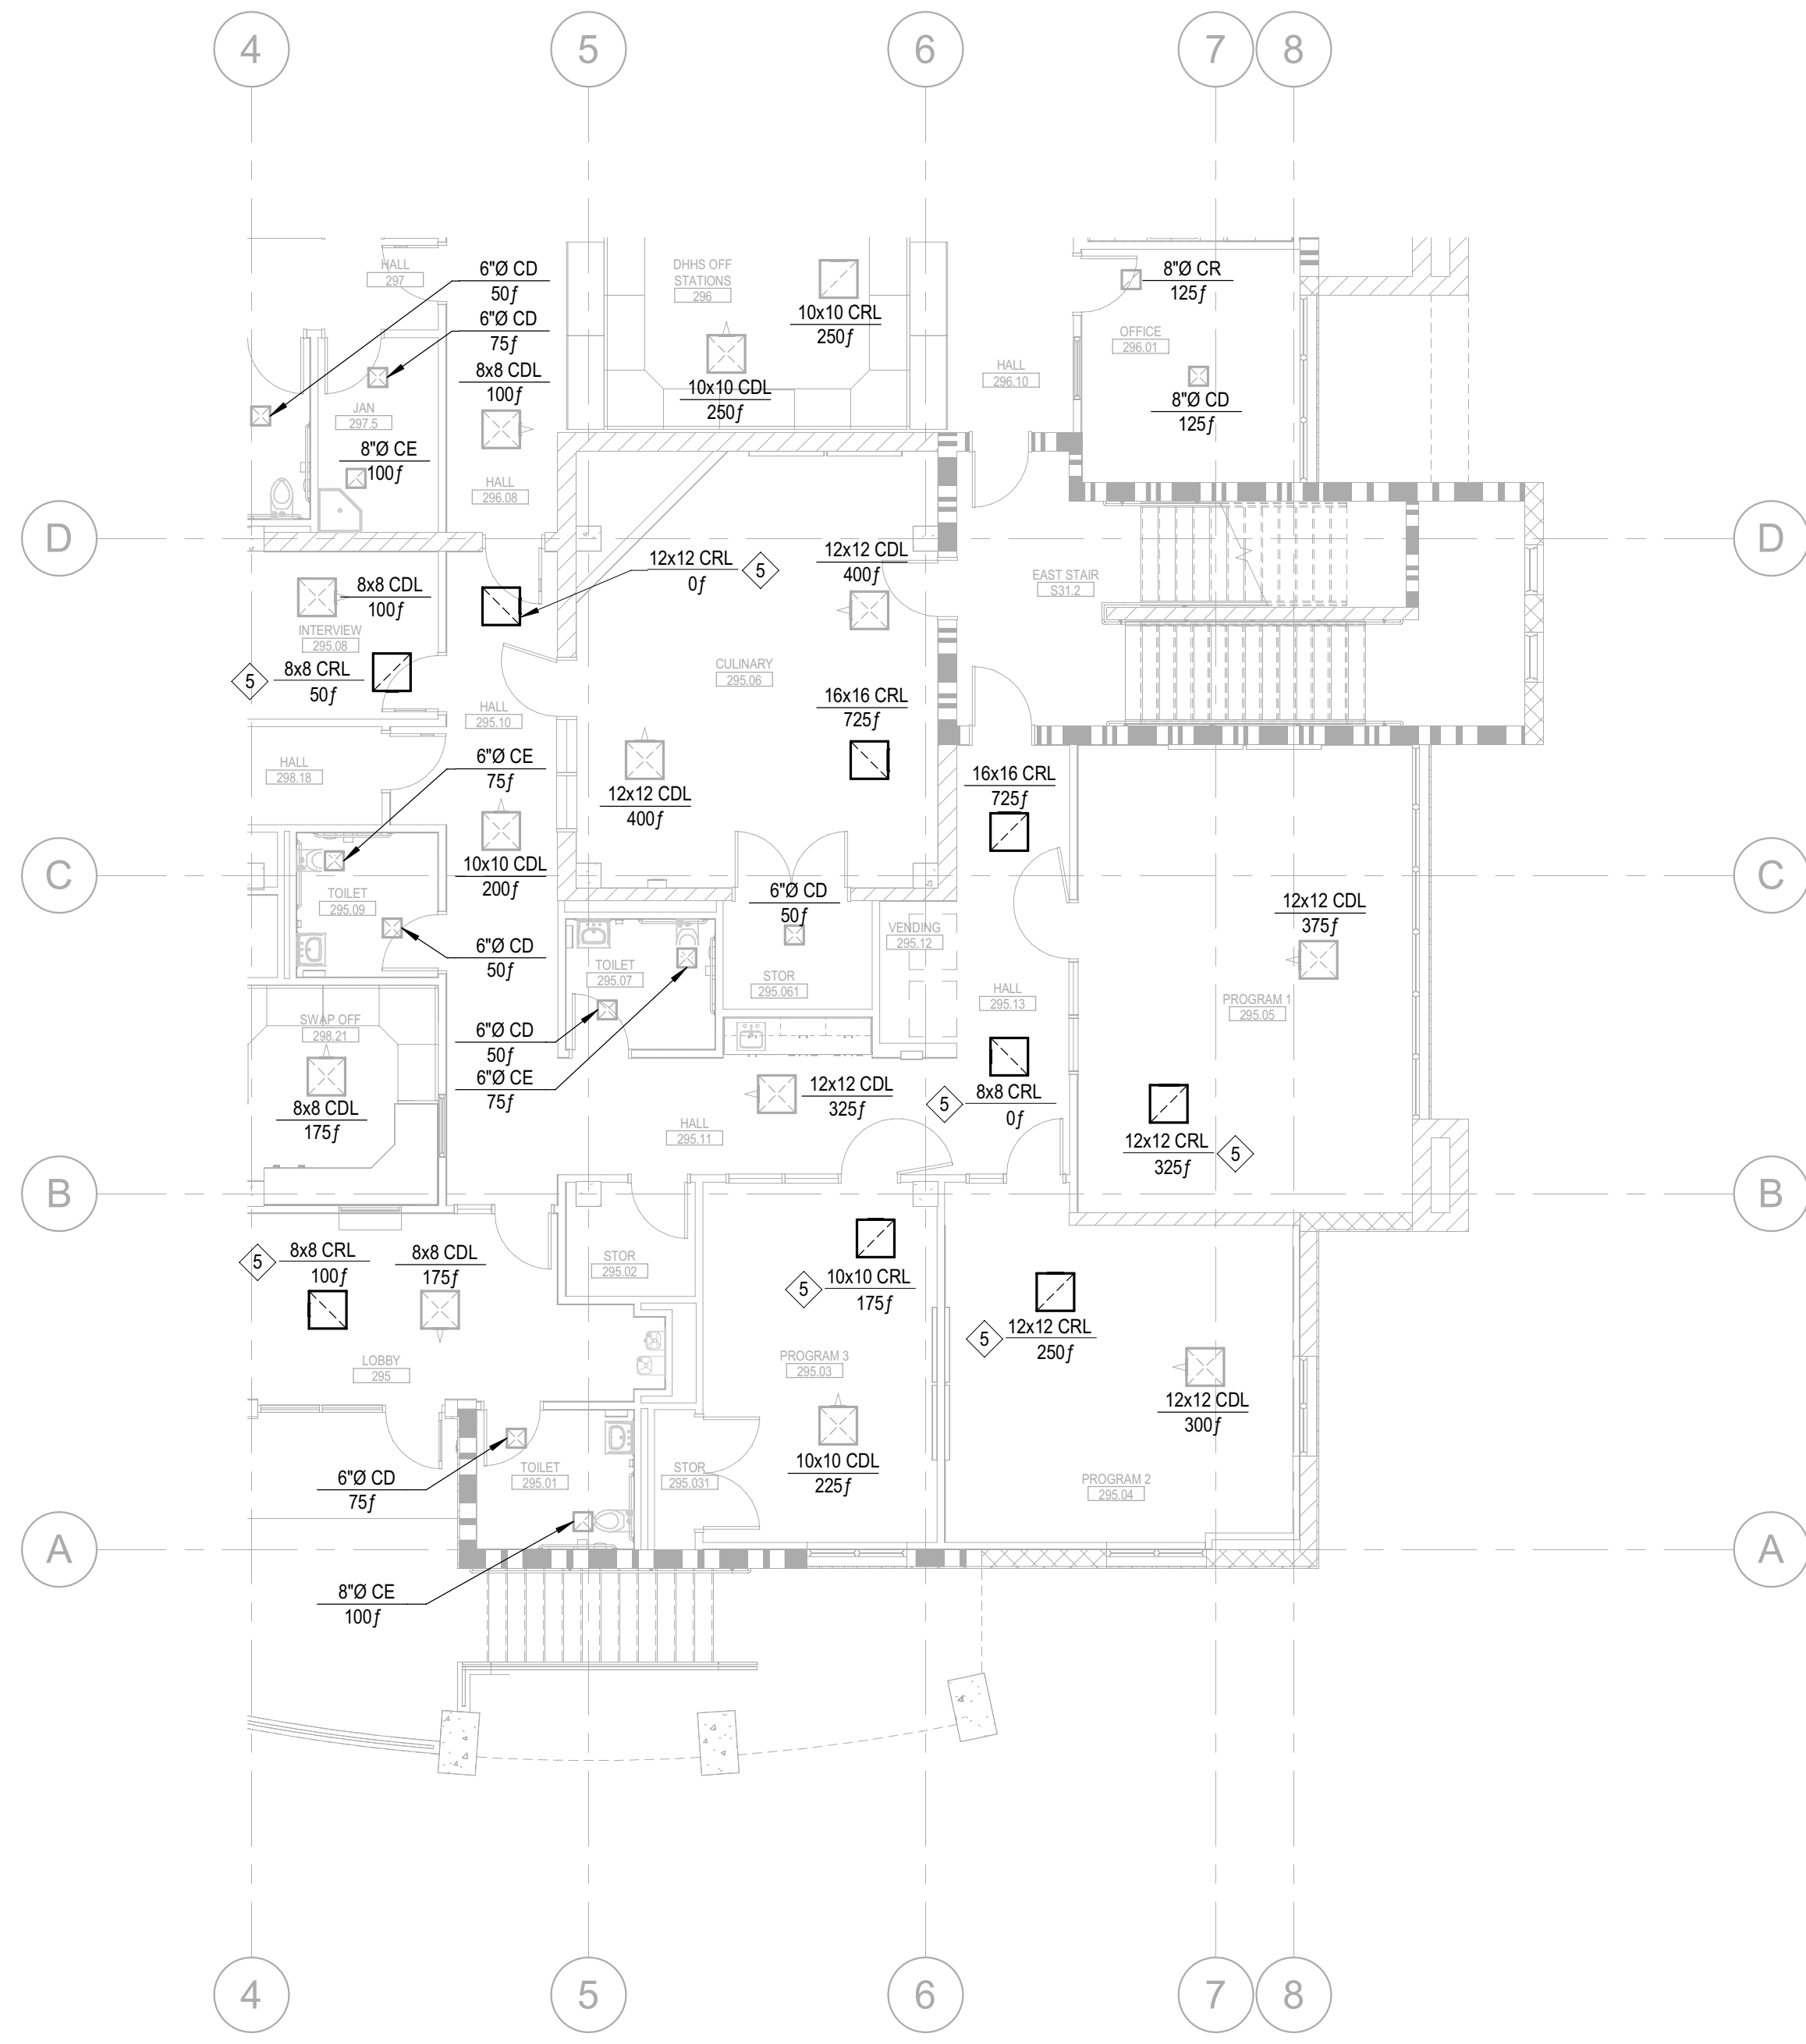 4
5
6
7
8
HALL
297
6"Ø CD
50ƒ
6"Ø CD
75ƒ
8x8 CDL
100ƒ
DHHS OFF
STATIONS
296
10x10 CRL
250ƒ
10x10 CDL
250ƒ
8"Ø CR
125ƒ
OFFICE
296.01
HALL
296.10
8"Ø CD
125ƒ
JAN
297.5
8"Ø CE
100ƒ
HALL
296.08
D
D
12x12 CRL
0ƒ
5
12x12 CDL
400ƒ
EAST STAIR
S31.2
8x8 CDL
100ƒ
INTERVIEW
295.08
5
8x8 CRL
50ƒ
CULINARY
295.06
HALL
295.10
16x16 CRL
725ƒ
HALL
298.18
6"Ø CE
75ƒ
12x12 CDL
400ƒ
16x16 CRL
725ƒ
10x10 CDL
200ƒ
C
C
TOILET
295.09
6"Ø CD
50ƒ
12x12 CDL
375ƒ
VENDING
295.12
6"Ø CD
50ƒ
TOILET
295.07
STOR
295.061
HALL
295.13
PROGRAM 1
295.05
SWAP OFF
298.21
6"Ø CD
50ƒ
6"Ø CE
75ƒ
8x8 CDL
175ƒ
12x12 CDL
325ƒ
5
8x8 CRL
0ƒ
HALL
295.11
12x12 CRL
325ƒ
5
B
B
5
8x8 CRL
100ƒ
8x8 CDL
175ƒ
STOR
295.02
5
10x10 CRL
175ƒ
5
12x12 CRL
250ƒ
LOBBY
295
PROGRAM 3
295.03
12x12 CDL
300ƒ
6"Ø CD
75ƒ
TOILET
295.01
STOR
295.031
10x10 CDL
225ƒ
PROGRAM 2
295.04
A
A
8"Ø CE
100ƒ
4
5
6
7
8